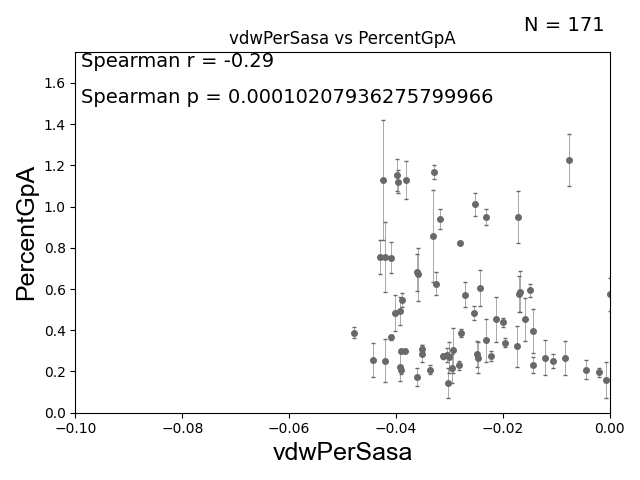 N = 171
vdwPerSasa vs PercentGpA
Spearman r = -0.29
Spearman p = 0.00010207936275799966
PercentGpA
1.6
1.4
1.2
1.0
0.8
0.6
0.4
0.2
0.0
−0.10
−0.08
−0.06
−0.04
−0.02
0.00
vdwPerSasa